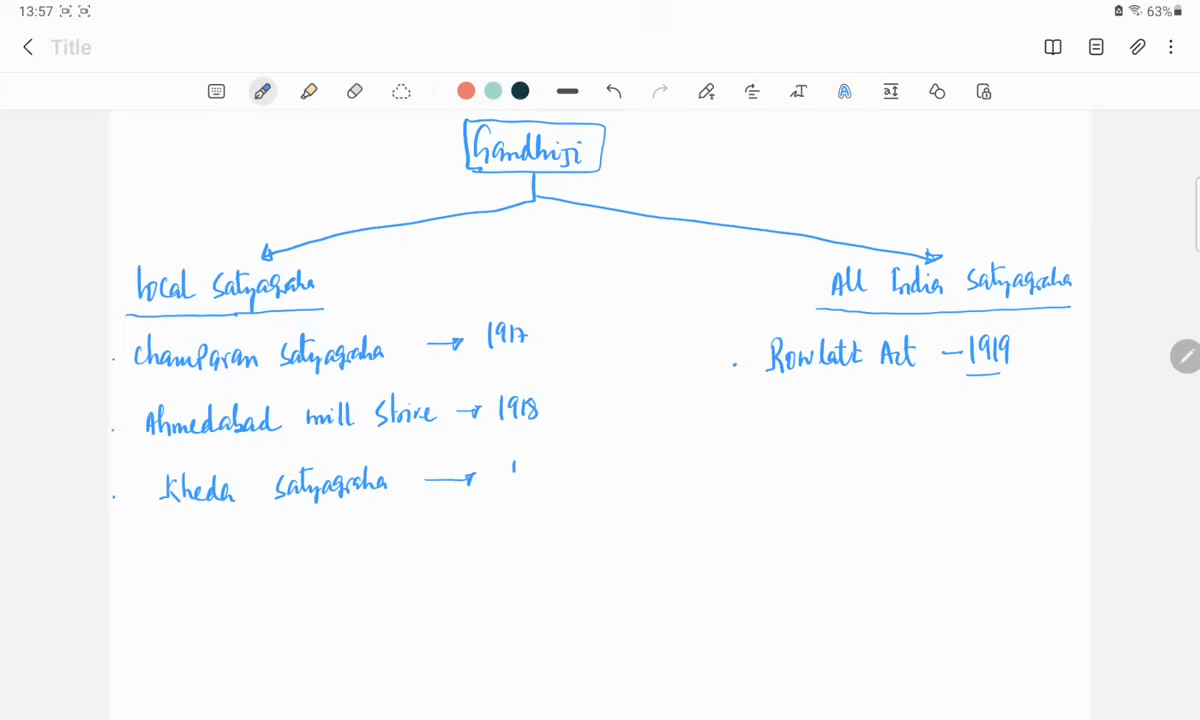 13:57
63%
Title
Gandhiji
Local Satyagraha
Champaran Satyagraha → 1917
Ahmedabad mill Strike → 1918
Kheda Satyagraha →
All India Satyagraha
Rowlatt Act - 1919